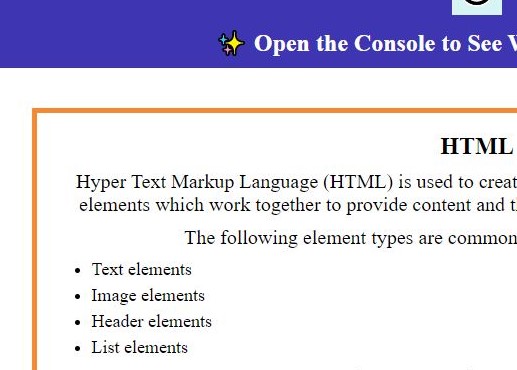 ✨ Open the Console to See
HTML
Hyper Text Markup Language (HTML) is used to creat
elements which work together to provide content and t
The following element types are common
• Text elements
• Image elements
• Header elements
• List elements